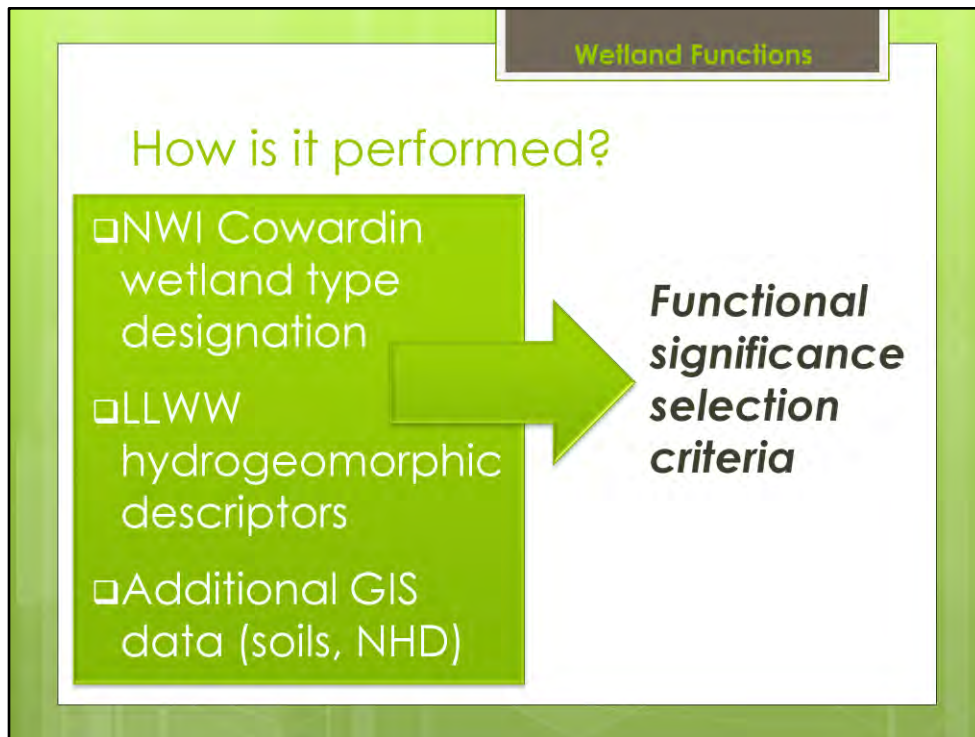 Wetland Functions
How is it performed?
❑NWI Cowardin
wetland type
designation
❑LLWW
hydrogeomorphic
descriptors
❑Additional GIS
data (soils, NHD)
Functional
significance
selection
criteria